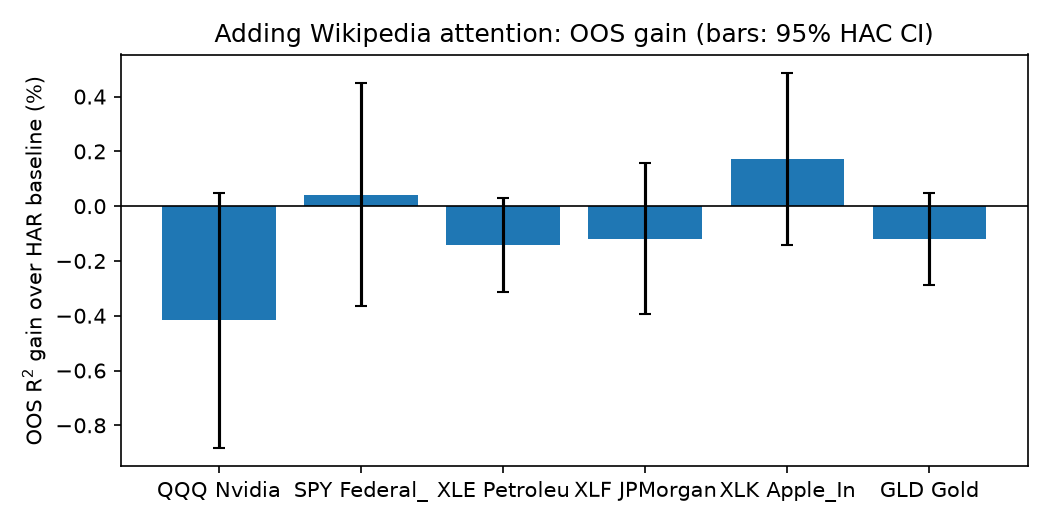 Adding Wikipedia attention: OOS gain (bars: 95% HAC CI)
OOS R² gain over HAR baseline (%)
0.4
0.2
0.0
−0.2
−0.4
−0.6
−0.8
QQQ Nvidia SPY Federal_ XLE Petroleu XLF JPMorgan XLK Apple_In GLD Gold